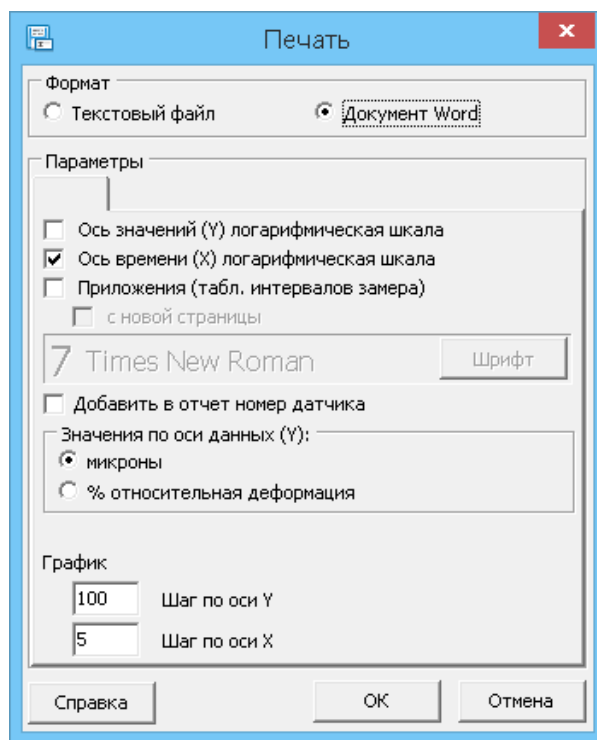 Печать
Формат
Текстовый файл
Документ Word
Параметры
Ось значений (Y) логарифмическая шкала
Ось времени (X) логарифмическая шкала
Приложения (табл. интервалов замера)
с новой страницы
7 Times New Roman
Шрифт
Добавить в отчет номер датчика
Значения по оси данных (Y):
микроны
% относительная деформация
График
100 Шаг по оси Y
5 Шаг по оси X
Справка
ОК
Отмена